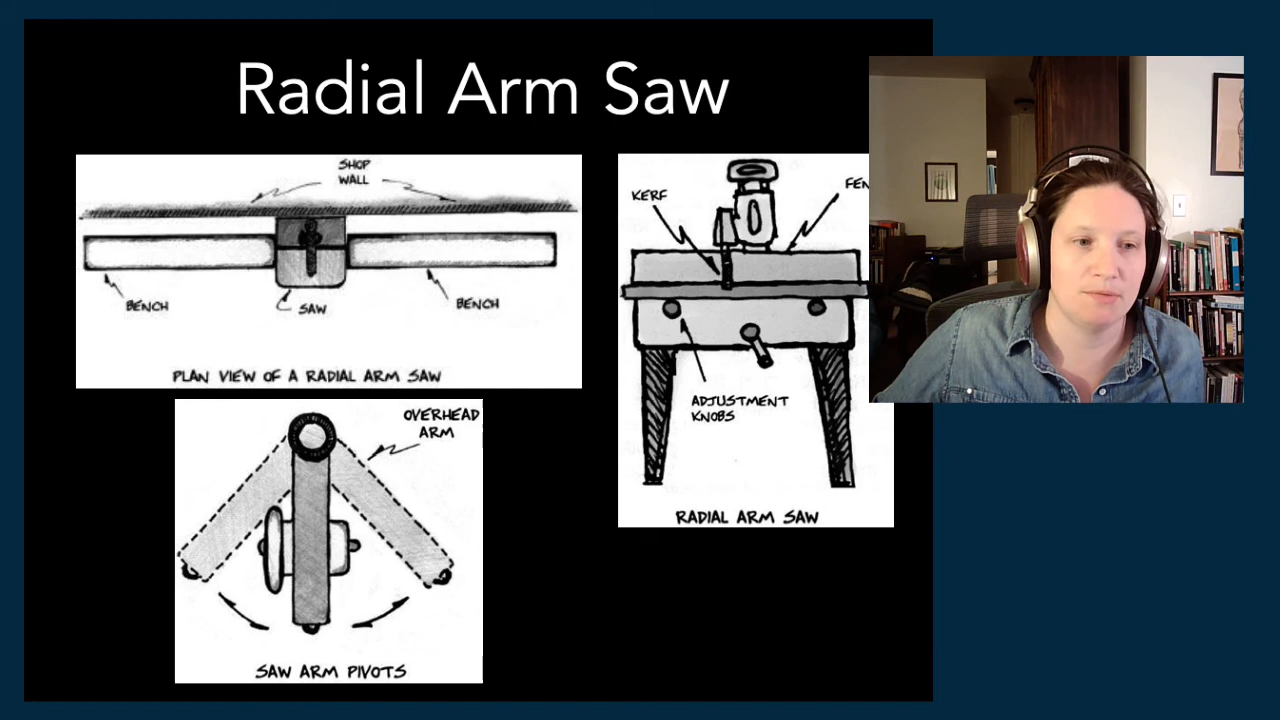 Radial Arm Saw
SHOP
WALL
BENCH
SAW
BENCH
PLAN VIEW OF A RADIAL ARM SAW
KERF
FEN
ADJUSTMENT
KNOBS
RADIAL ARM SAW
OVERHEAD
ARM
SAW ARM PIVOTS